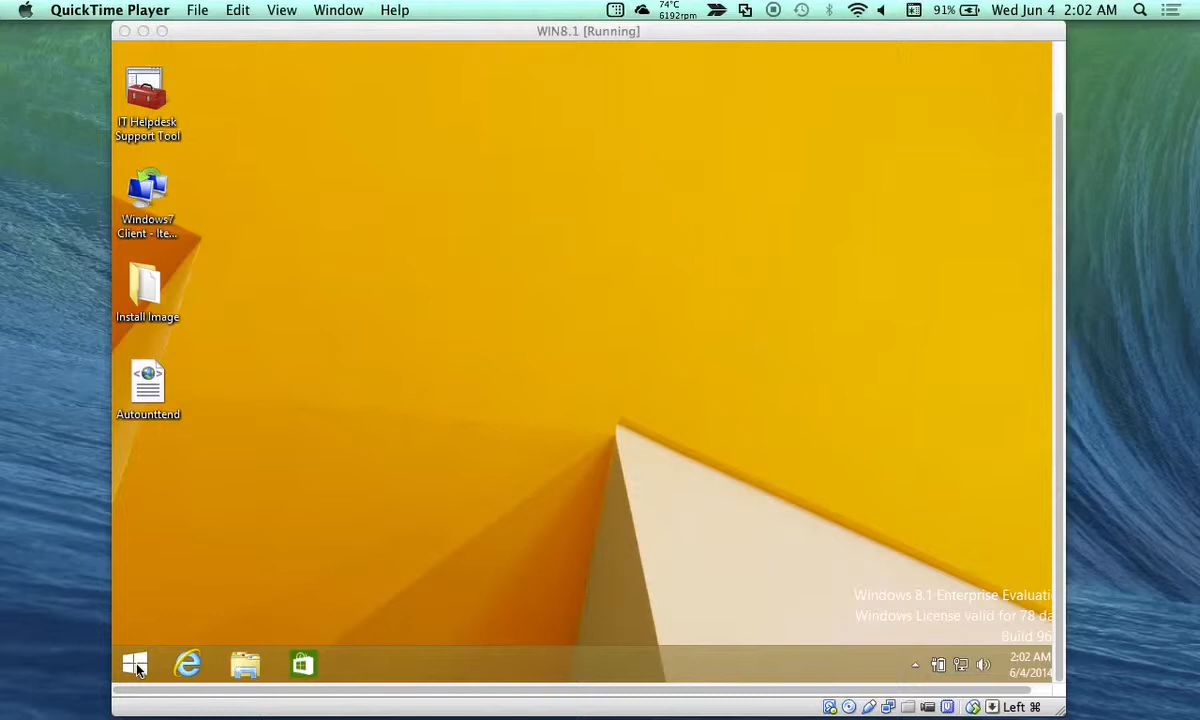 QuickTime Player File Edit View Window Help
74°C
6192rpm
91%
Wed Jun 4 2:02 AM
WIN8.1 [Running]
IT Helpdesk
Support Tool
Windows7
Client - Ite...
Install Image
Autounttend
Windows 8.1 Enterprise Evaluati
Windows License valid for 78 da
Build 96
2:02 AM
6/4/2014
Left ⌘